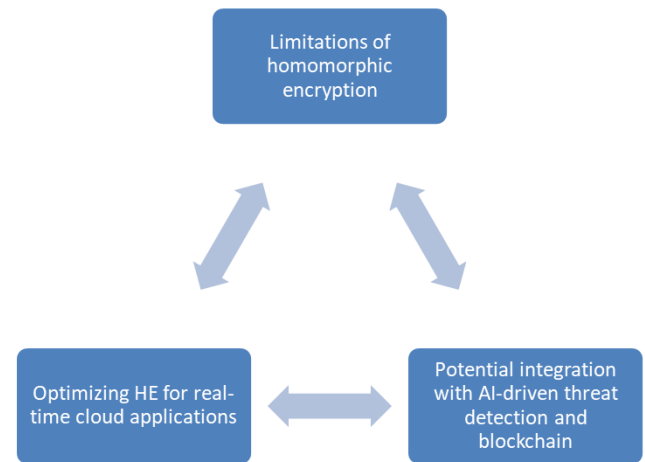 Limitations of
homomorphic
encryption
Optimizing HE for real-
time cloud applications
Potential integration
with AI-driven threat
detection and
blockchain